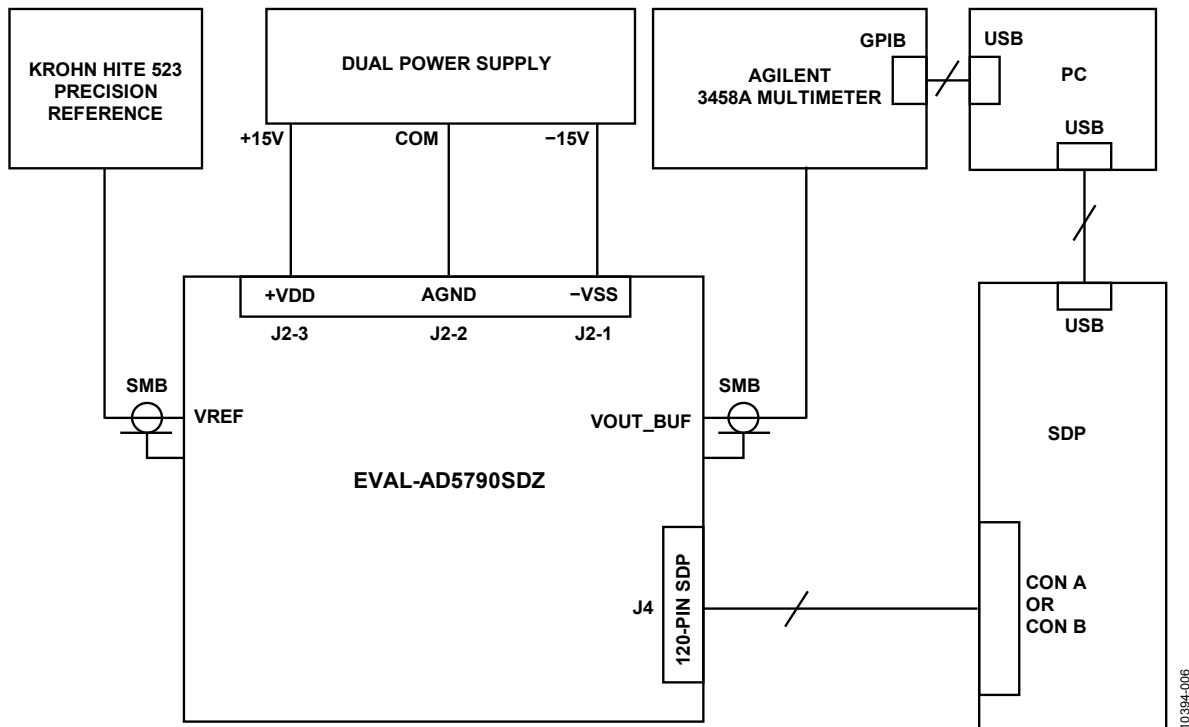 KROHN HITE 523
PRECISION
REFERENCE
DUAL POWER SUPPLY
+15V
COM
−15V
AGILENT
3458A MULTIMETER
GPIB
USB
PC
USB
+VDD
AGND
−VSS
J2-3
J2-2
J2-1
SMB
VREF
VOUT_BUF
SMB
EVAL-AD5790SDZ
J4
120-PIN SDP
USB
SDP
CON A
OR
CON B
10394-006